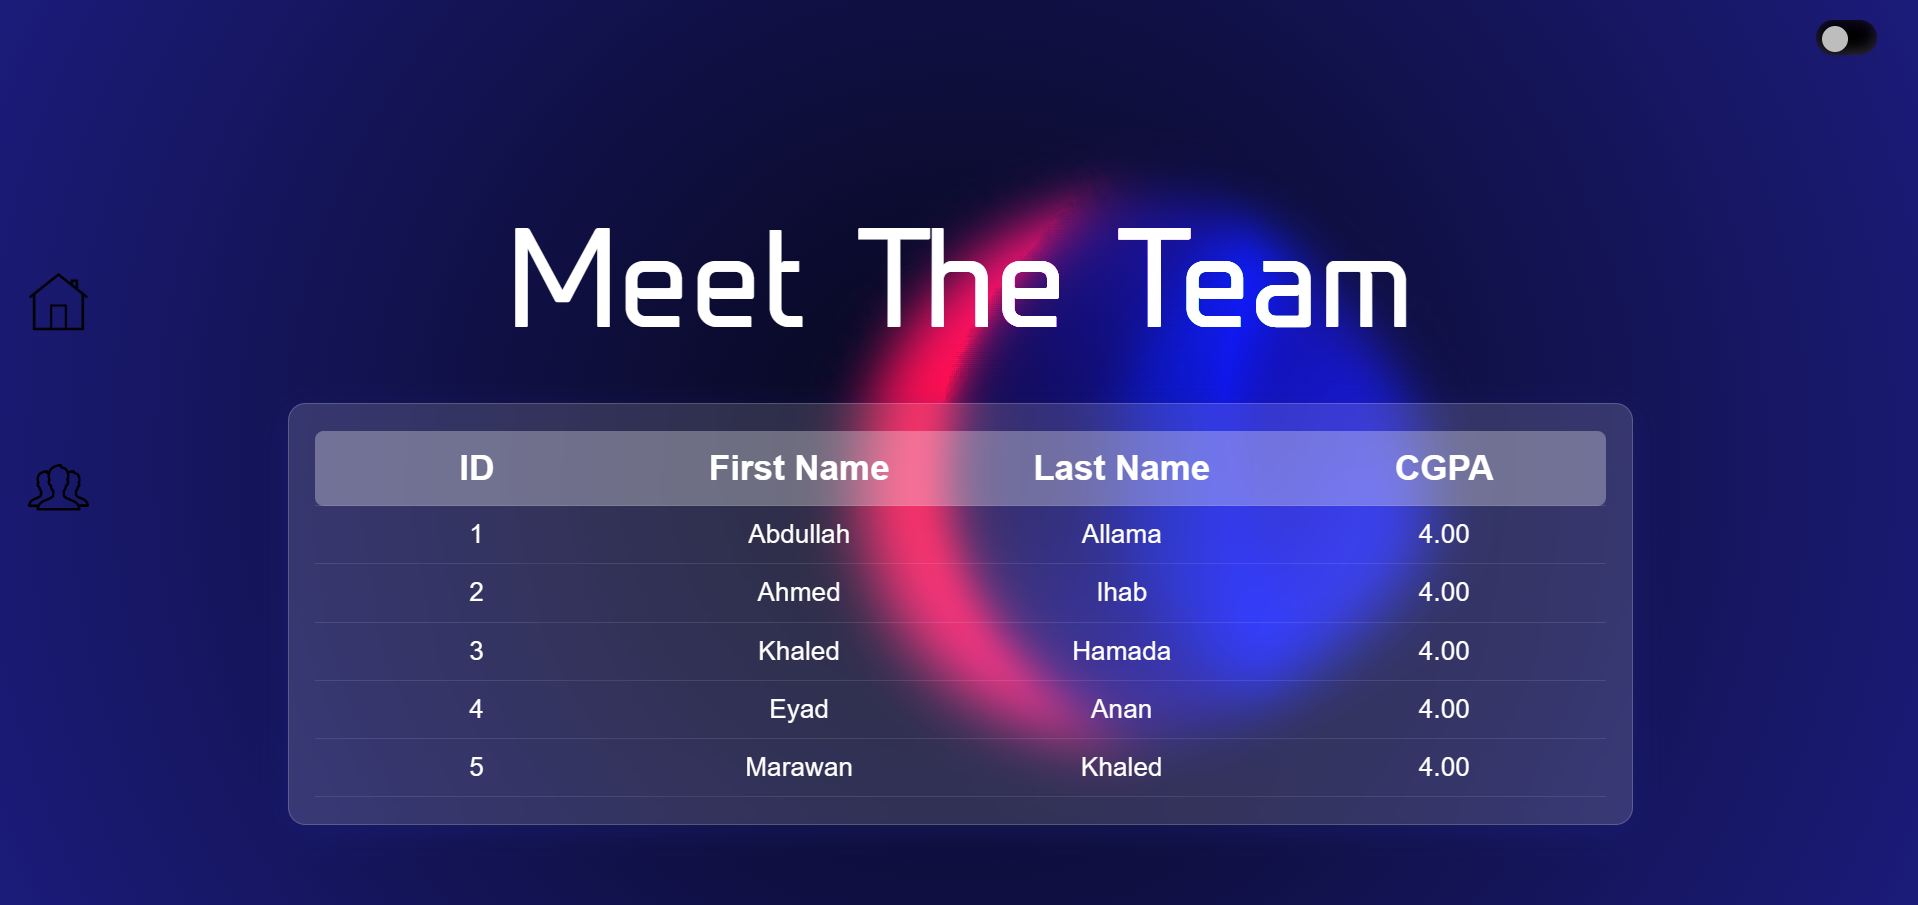 Meet The Team
ID First Name Last Name CGPA
1 Abdullah Allama 4.00
2 Ahmed Ihab 4.00
3 Khaled Hamada 4.00
4 Eyad Anan 4.00
5 Marawan Khaled 4.00